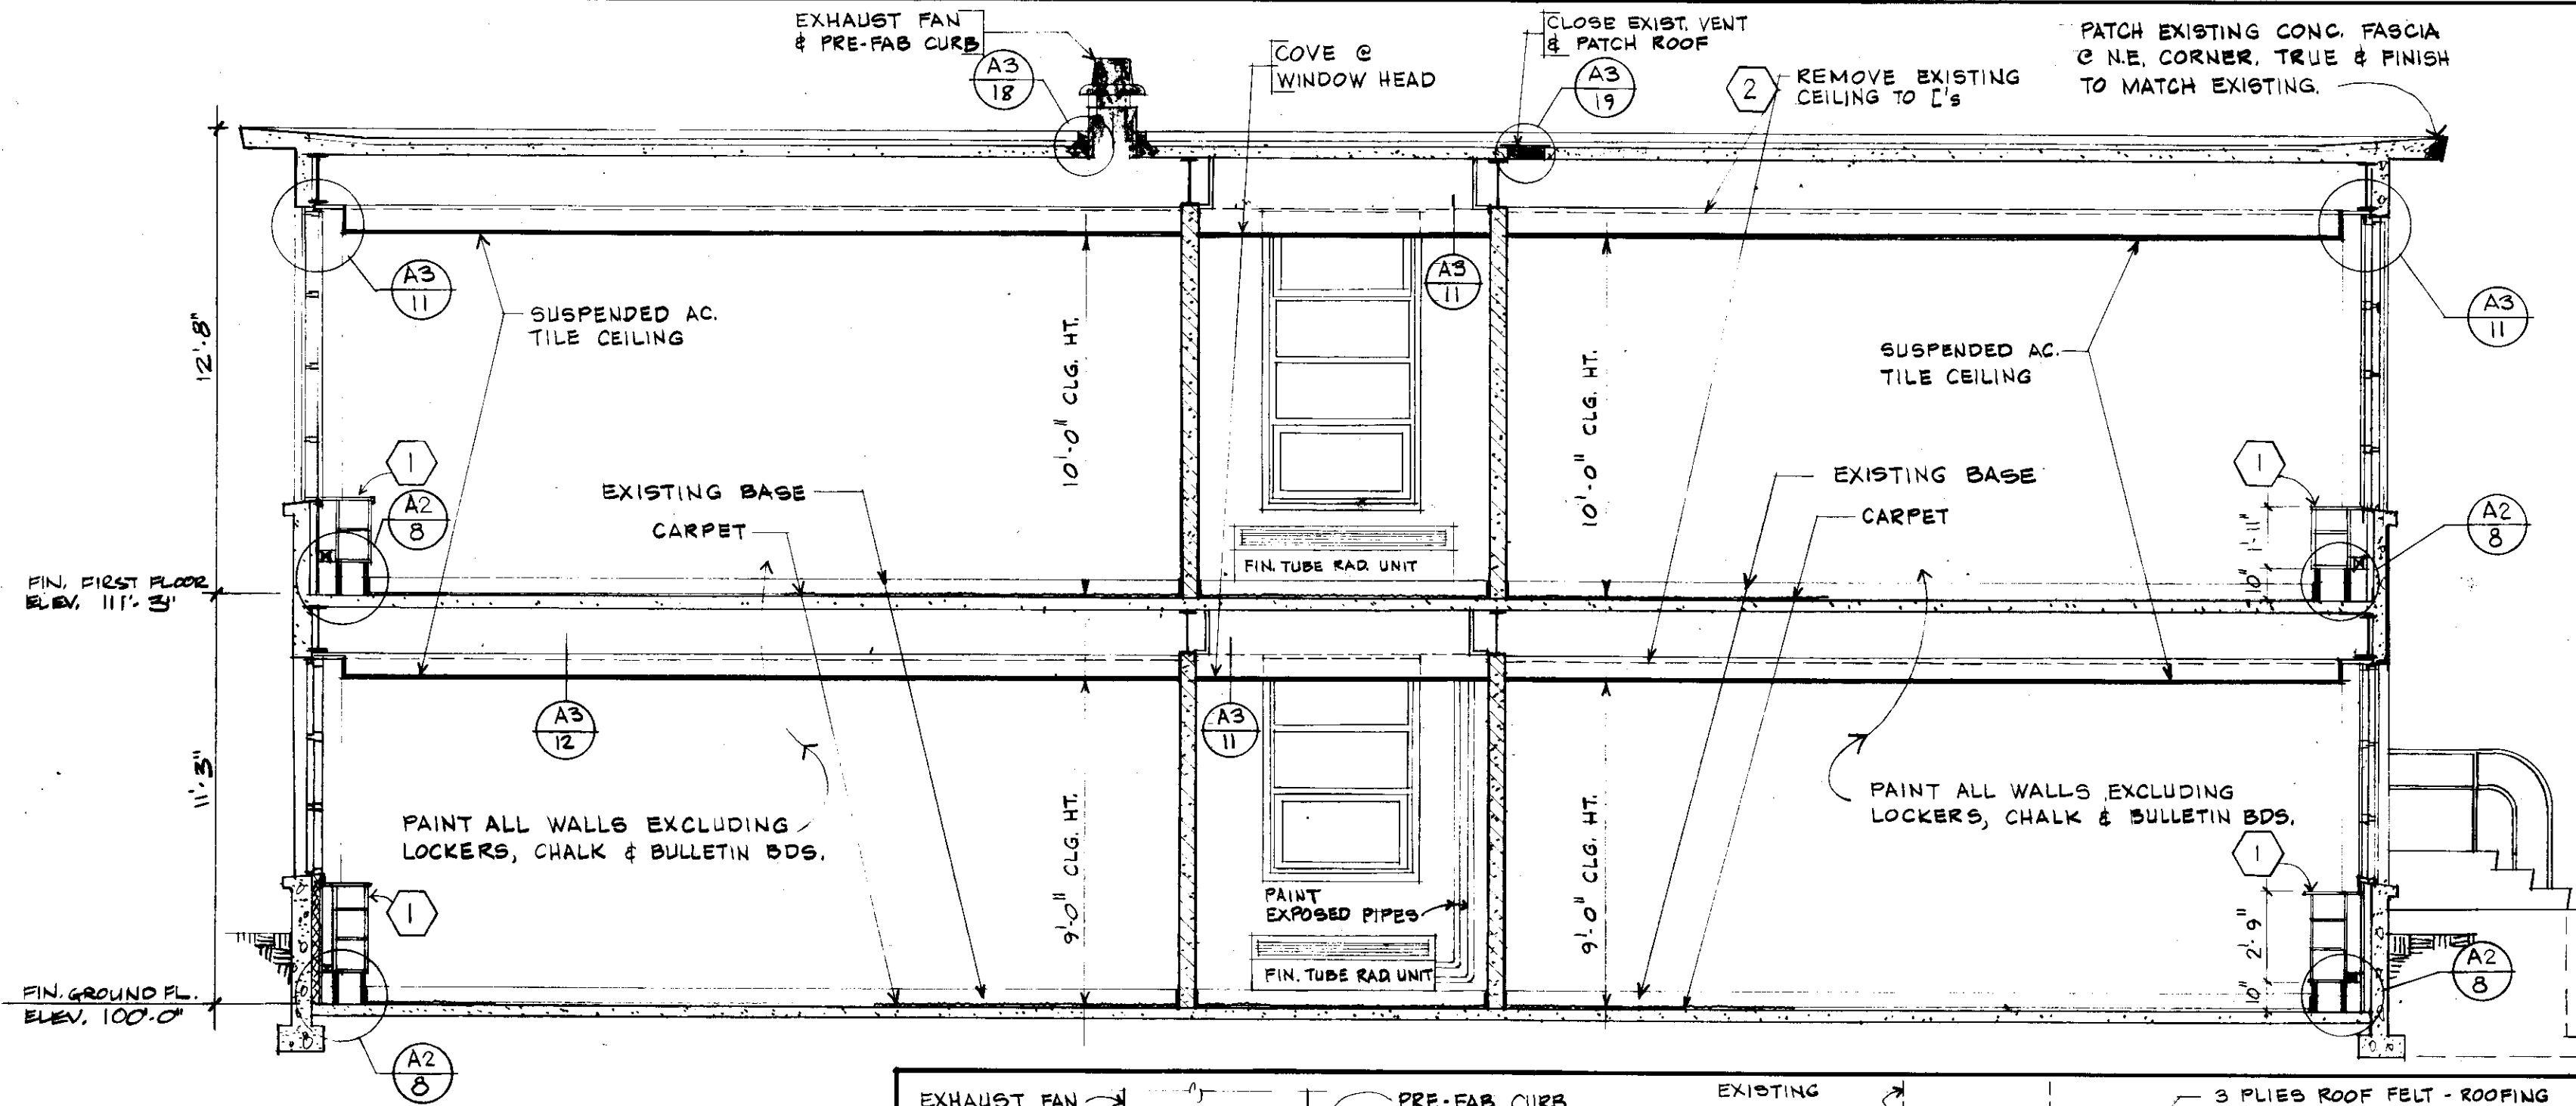 EXHAUST FAN
& PRE-FAB CURB
A3
18
COVE @
WINDOW HEAD
CLOSE EXIST. VENT
& PATCH ROOF
A3
19
2
REMOVE EXISTING
CEILING TO ['s
PATCH EXISTING CONC. FASCIA
@ N.E. CORNER. TRUE & FINISH
TO MATCH EXISTING.
12'-8"
A3
11
SUSPENDED AC.
TILE CEILING
10'-0" CLG. HT.
A3
11
10'-0" CLG. HT.
SUSPENDED AC.
TILE CEILING
A3
11
1
A2
8
EXISTING BASE
CARPET
FIN. TUBE RAD. UNIT
EXISTING BASE
CARPET
1
1'-11"
10"
A2
8
FIN. FIRST FLOOR
ELEV. 111'-3"
11'-3"
A3
12
A3
11
PAINT ALL WALLS EXCLUDING
LOCKERS, CHALK & BULLETIN BDS.
9'-0" CLG. HT.
PAINT
EXPOSED PIPES
FIN. TUBE RAD. UNIT
9'-0" CLG. HT.
PAINT ALL WALLS EXCLUDING
LOCKERS, CHALK & BULLETIN BDS.
1
1
2'-9"
10"
A2
8
FIN. GROUND FL.
ELEV. 100'-0"
A2
8
EXHAUST FAN
PRE-FAB CURB
EXISTING
3 PLIES ROOF FELT - ROOFING